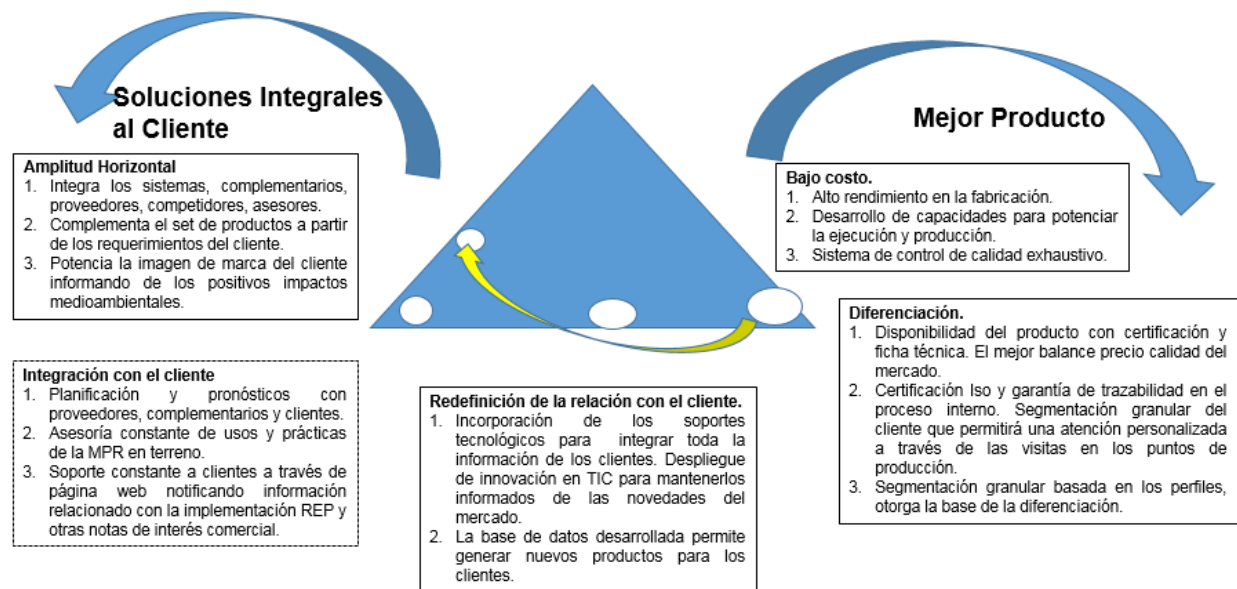 Soluciones Integrales
al Cliente
Amplitud Horizontal
1. Integra los sistemas, complementarios,
proveedores, competidores, asesores.
2. Complementa el set de productos a partir
de los requerimientos del cliente.
3. Potencia la imagen de marca del cliente
informando de los positivos impactos
medioambientales.
Integración con el cliente
1. Planificación y pronósticos con
proveedores, complementarios y clientes.
2. Asesoría constante de usos y prácticas
de la MPR en terreno.
3. Soporte constante a clientes a través de
página web notificando información
relacionado con la implementación REP y
otras notas de interés comercial.
Redefinición de la relación con el cliente.
1. Incorporación de los soportes
tecnológicos para integrar toda la
información de los clientes. Despliegue
de innovación en TIC para mantenerlos
informados de las novedades del
mercado.
2. La base de datos desarrollada permite
generar nuevos productos para los
clientes.
Mejor Producto
Bajo costo.
1. Alto rendimiento en la fabricación.
2. Desarrollo de capacidades para potenciar
la ejecución y producción.
3. Sistema de control de calidad exhaustivo.
Diferenciación.
1. Disponibilidad del producto con certificación y
ficha técnica. El mejor balance precio calidad del
mercado.
2. Certificación Iso y garantía de trazabilidad en el
proceso interno. Segmentación granular del
cliente que permitirá una atención personalizada
a través de las visitas en los puntos de
producción.
3. Segmentación granular basada en los perfiles,
otorga la base de la diferenciación.